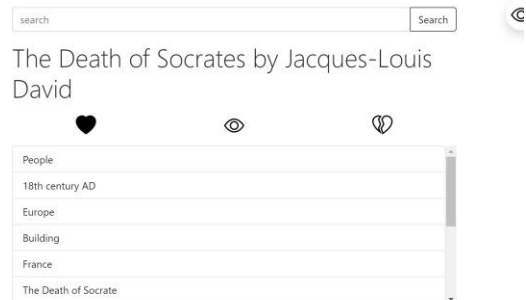 search
Search
The Death of Socrates by Jacques-Louis
David
People
18th century AD
Europe
Building
France
The Death of Socrate